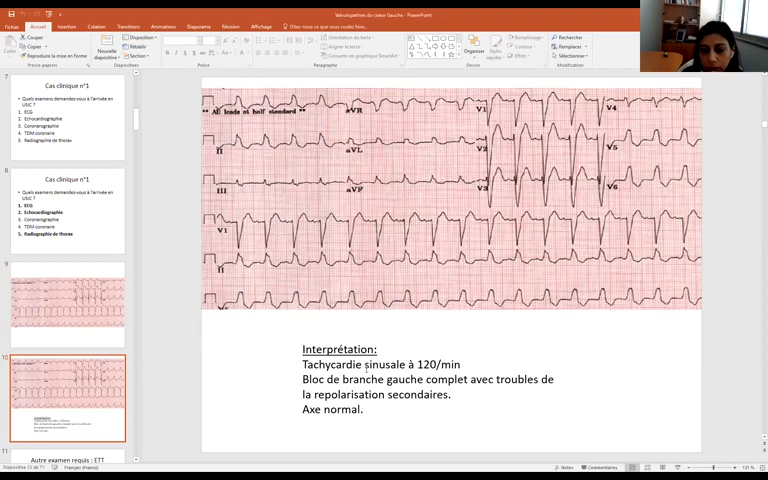 Valvulopathies du coeur Gauche - PowerPoint
Fichier Accueil Insertion Création Transitions Animations Diaporama Révision Affichage Dites-nous ce que vous voulez faire.
Coller
Couper
Copier
Reproduire la mise en forme
Presse-papiers
Nouvelle diapositive
Disposition
Rétablir
Section
Diapositives
Police
Paragraphe
Orientation du texte
Aligner le texte
Convertir en graphique SmartArt
Organiser
Styles rapides
Remplissage
Contour
Effets
Dessin
Rechercher
Remplacer
Sélectionner
Modification
7
Cas clinique n°1
• Quels examens demandez-vous à l'arrivée en USIC ?
1. ECG
2. Echocardiographie
3. Coronarographie
4. TDM coronaire
5. Radiographie de thorax
8
Cas clinique n°1
• Quels examens demandez-vous à l'arrivée en USIC ?
1. ECG
2. Echocardiographie
3. Coronarographie
4. TDM coronaire
5. Radiographie de thorax
9
10
11
Autre examen requis : ETT
** All leads at half standard **
aVR
V1
V4
II
aVL
V2
V5
III
aVF
V3
V6
V1
II
Interprétation:
Tachycardie sinusale à 120/min
Bloc de branche gauche complet avec troubles de
la repolarisation secondaires.
Axe normal.
Diapositive 10 de 71 Français (France) Notes Commentaires 131 %